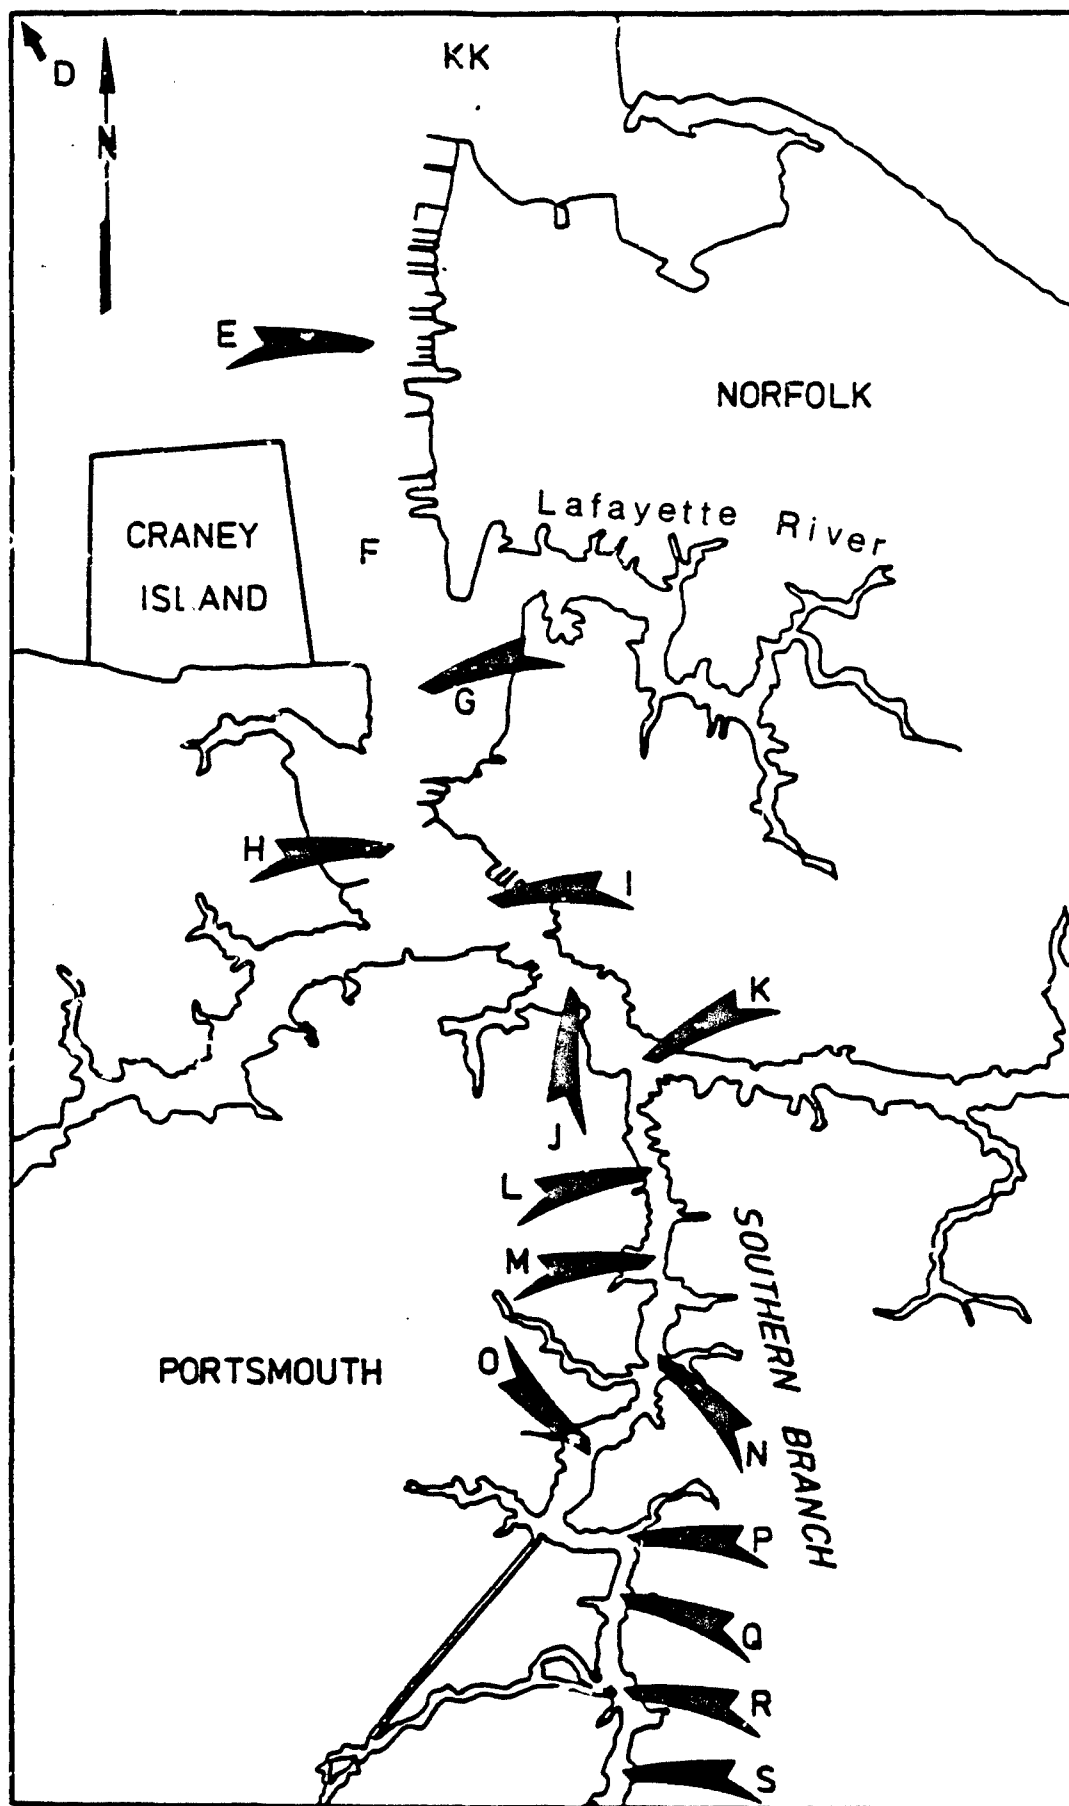 KK
D
N
E
NORFOLK
Lafayette River
CRANEY
ISLAND
F
G
H
I
K
J
L
M
SOUTHERN BRANCH
PORTSMOUTH
O
N
P
Q
R
S